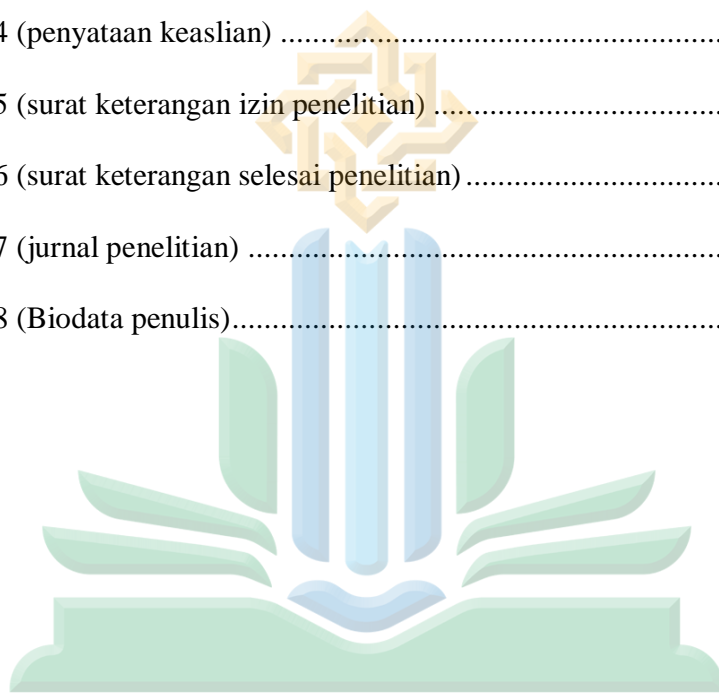 4 (penyataan keaslian) ................................................................
5 (surat keterangan izin penelitian) ..........................................
6 (surat keterangan selesai penelitian) .....................................
7 (jurnal penelitian) .....................................................................
8 (Biodata penulis)........................................................................